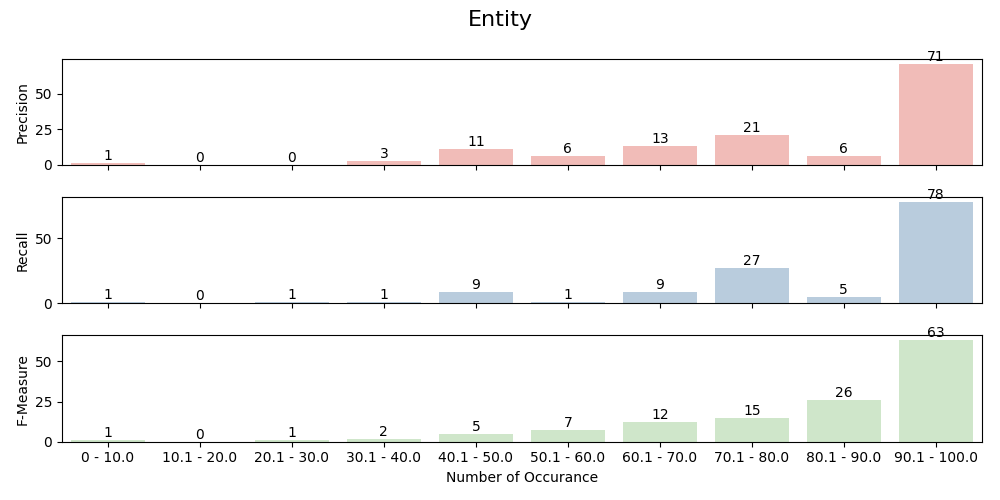 Entity
Precision
50
25
0
1 0 0 3 11 6 13 21 6 71
Recall
50
0
1 0 1 1 9 1 9 27 5 78
F-Measure
50
25
0
1 0 1 2 5 7 12 15 26 63
0 - 10.0 10.1 - 20.0 20.1 - 30.0 30.1 - 40.0 40.1 - 50.0 50.1 - 60.0 60.1 - 70.0 70.1 - 80.0 80.1 - 90.0 90.1 - 100.0
Number of Occurance